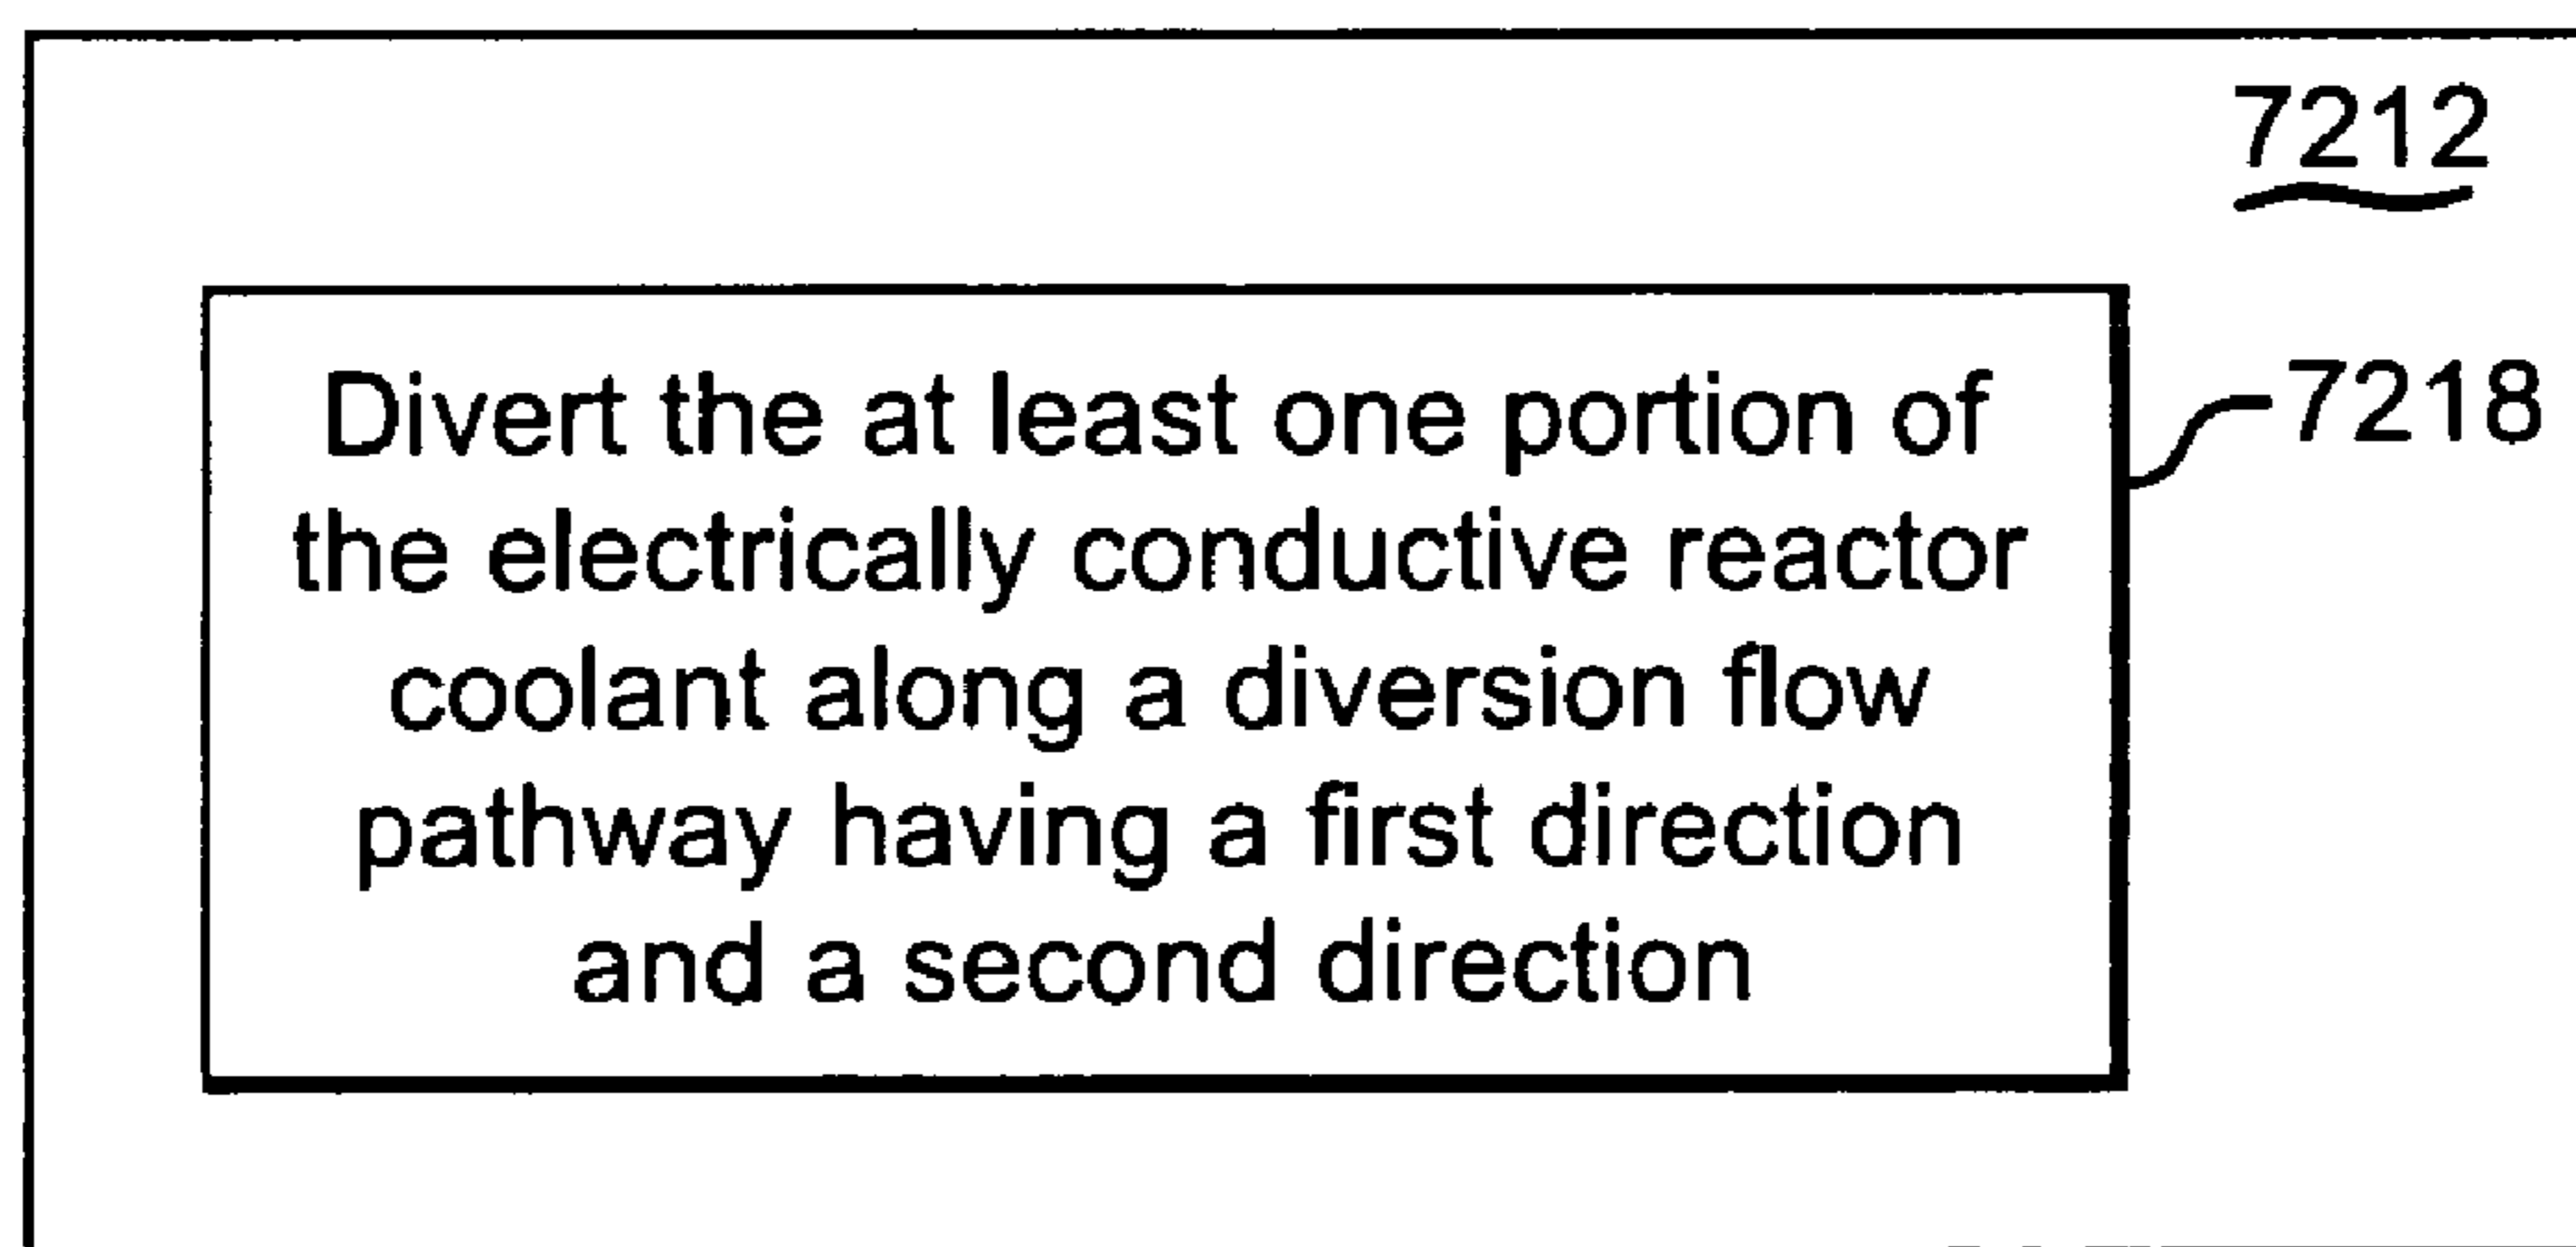 7212
Divert the at least one portion of
7218
the electrically conductive reactor
coolant along a diversion flow
pathway having a first direction
and a second direction